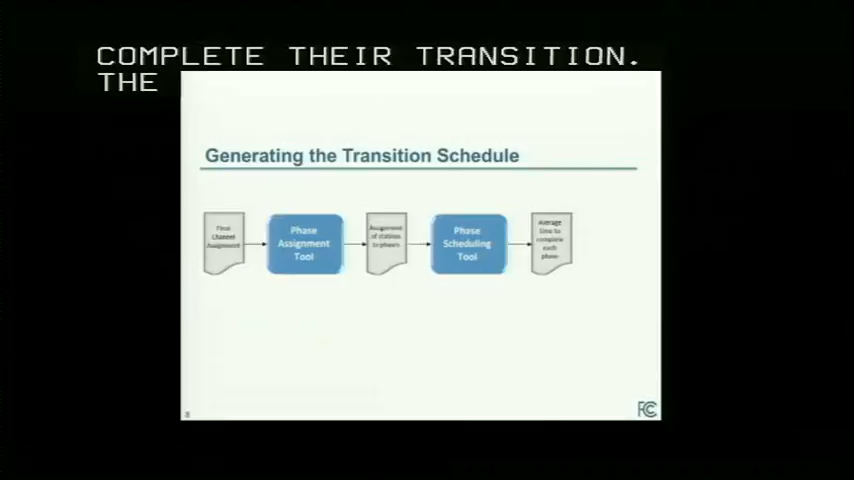 COMPLETE THEIR TRANSITION.
THE
Generating the Transition Schedule
Final
Channel
Assignment
Phase
Assignment
Tool
Assignment
of stations
to phases
Phase
Scheduling
Tool
Average
time to
complete
each
phase
8
FCC